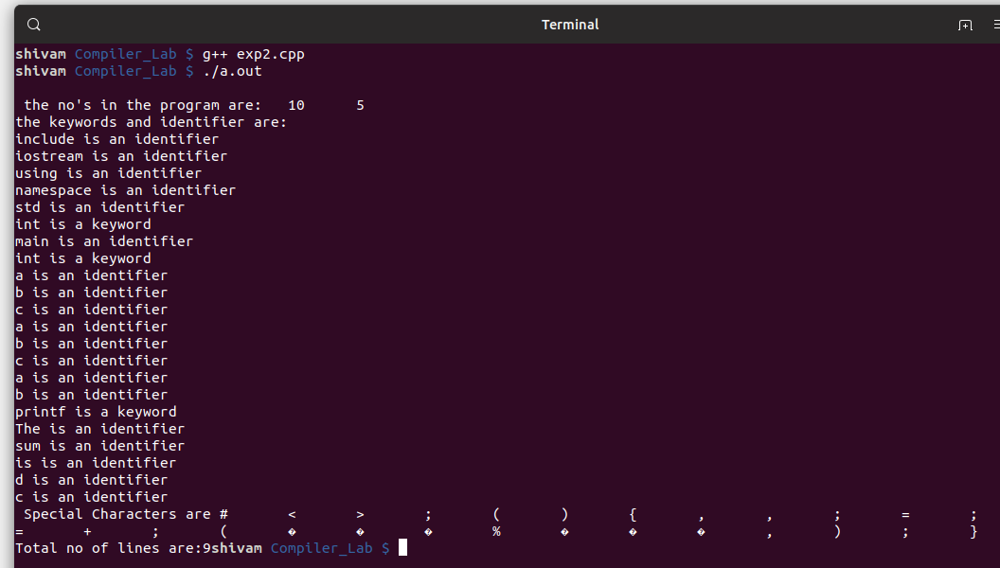 Terminal
shivam Compiler_Lab $ g++ exp2.cpp
shivam Compiler_Lab $ ./a.out
the no's in the program are: 10 5
the keywords and identifier are:
include is an identifier
iostream is an identifier
using is an identifier
namespace is an identifier
std is an identifier
int is a keyword
main is an identifier
int is a keyword
a is an identifier
b is an identifier
c is an identifier
a is an identifier
b is an identifier
c is an identifier
a is an identifier
b is an identifier
printf is a keyword
The is an identifier
sum is an identifier
is is an identifier
d is an identifier
c is an identifier
Special Characters are # < > ; ( ) { , , ; = ;
= + ; ( � � � % � � � , ) ; }
Total no of lines are:9shivam Compiler_Lab $